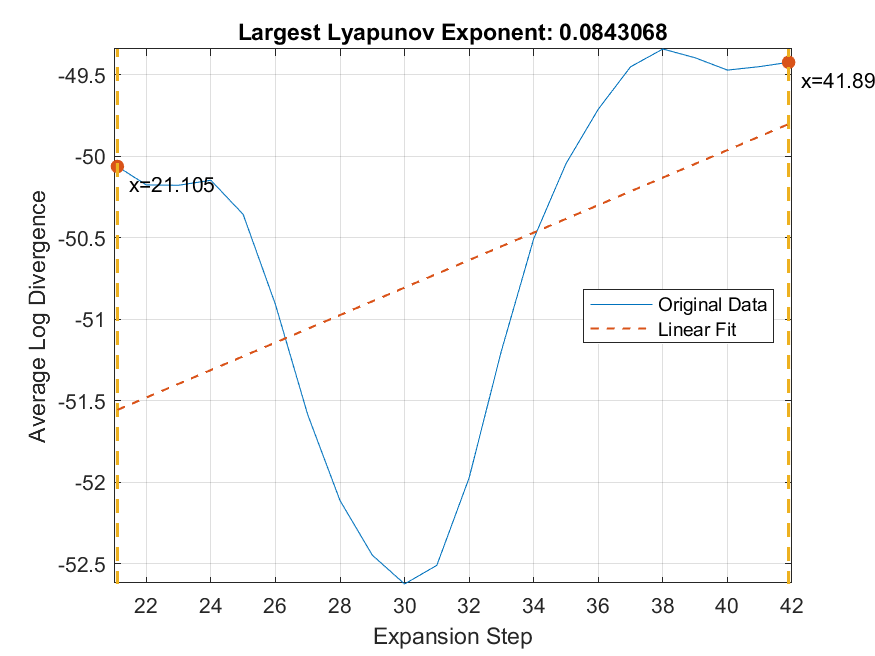 Largest Lyapunov Exponent: 0.0843068
-49.5
-50
-50.5
-51
-51.5
-52
-52.5
Average Log Divergence
x=21.105
x=41.89
Original Data
Linear Fit
22 24 26 28 30 32 34 36 38 40 42
Expansion Step